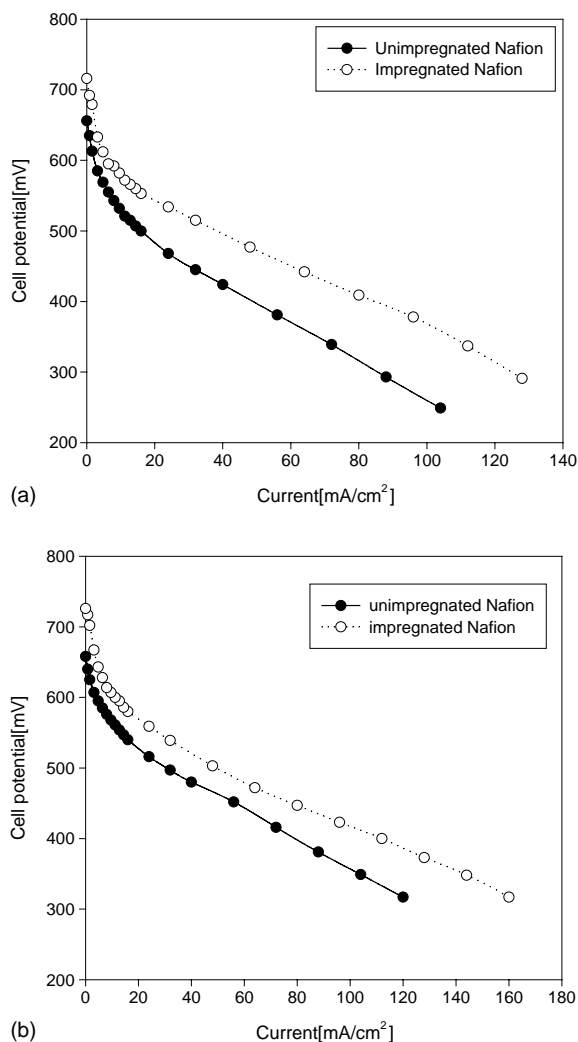 800
700
600
500
400
300
200
Cell potential[mV]
Unimpregnated Nafion
Impregnated Nafion
0 20 40 60 80 100 120 140
Current[mA/cm²]
(a)
800
700
600
500
400
300
200
Cell potential[mV]
unimpregnated Nafion
impregnated Nafion
0 20 40 60 80 100 120 140 160 180
Current[mA/cm²]
(b)